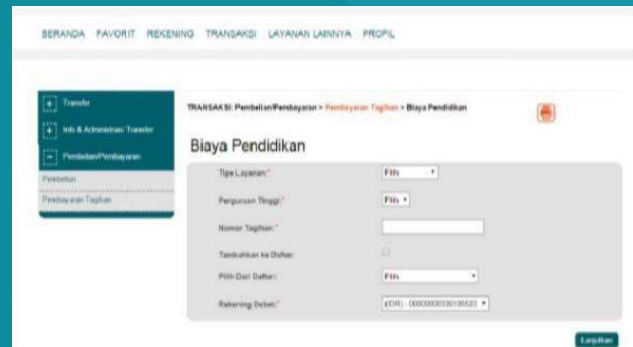 BERANDA FAVORIT REKENING TRANSAKSI LAYANAN LAINNYA PROFIL
+ Transfer
+ Info & Administrasi Transfer
− Pembelian/Pembayaran
Pembelian
Pembayaran Tagihan
TRANSAKSI: Pembelian/Pembayaran > Pembayaran Tagihan > Biaya Pendidikan
Biaya Pendidikan
Tipe Layanan:* Pilih
Perguruan Tinggi:* Pilih
Nomor Tagihan:*
Tambahkan ke Daftar:
Pilih Dari Daftar: Pilih
Rekening Debet:* (IDR) -
Lanjutkan